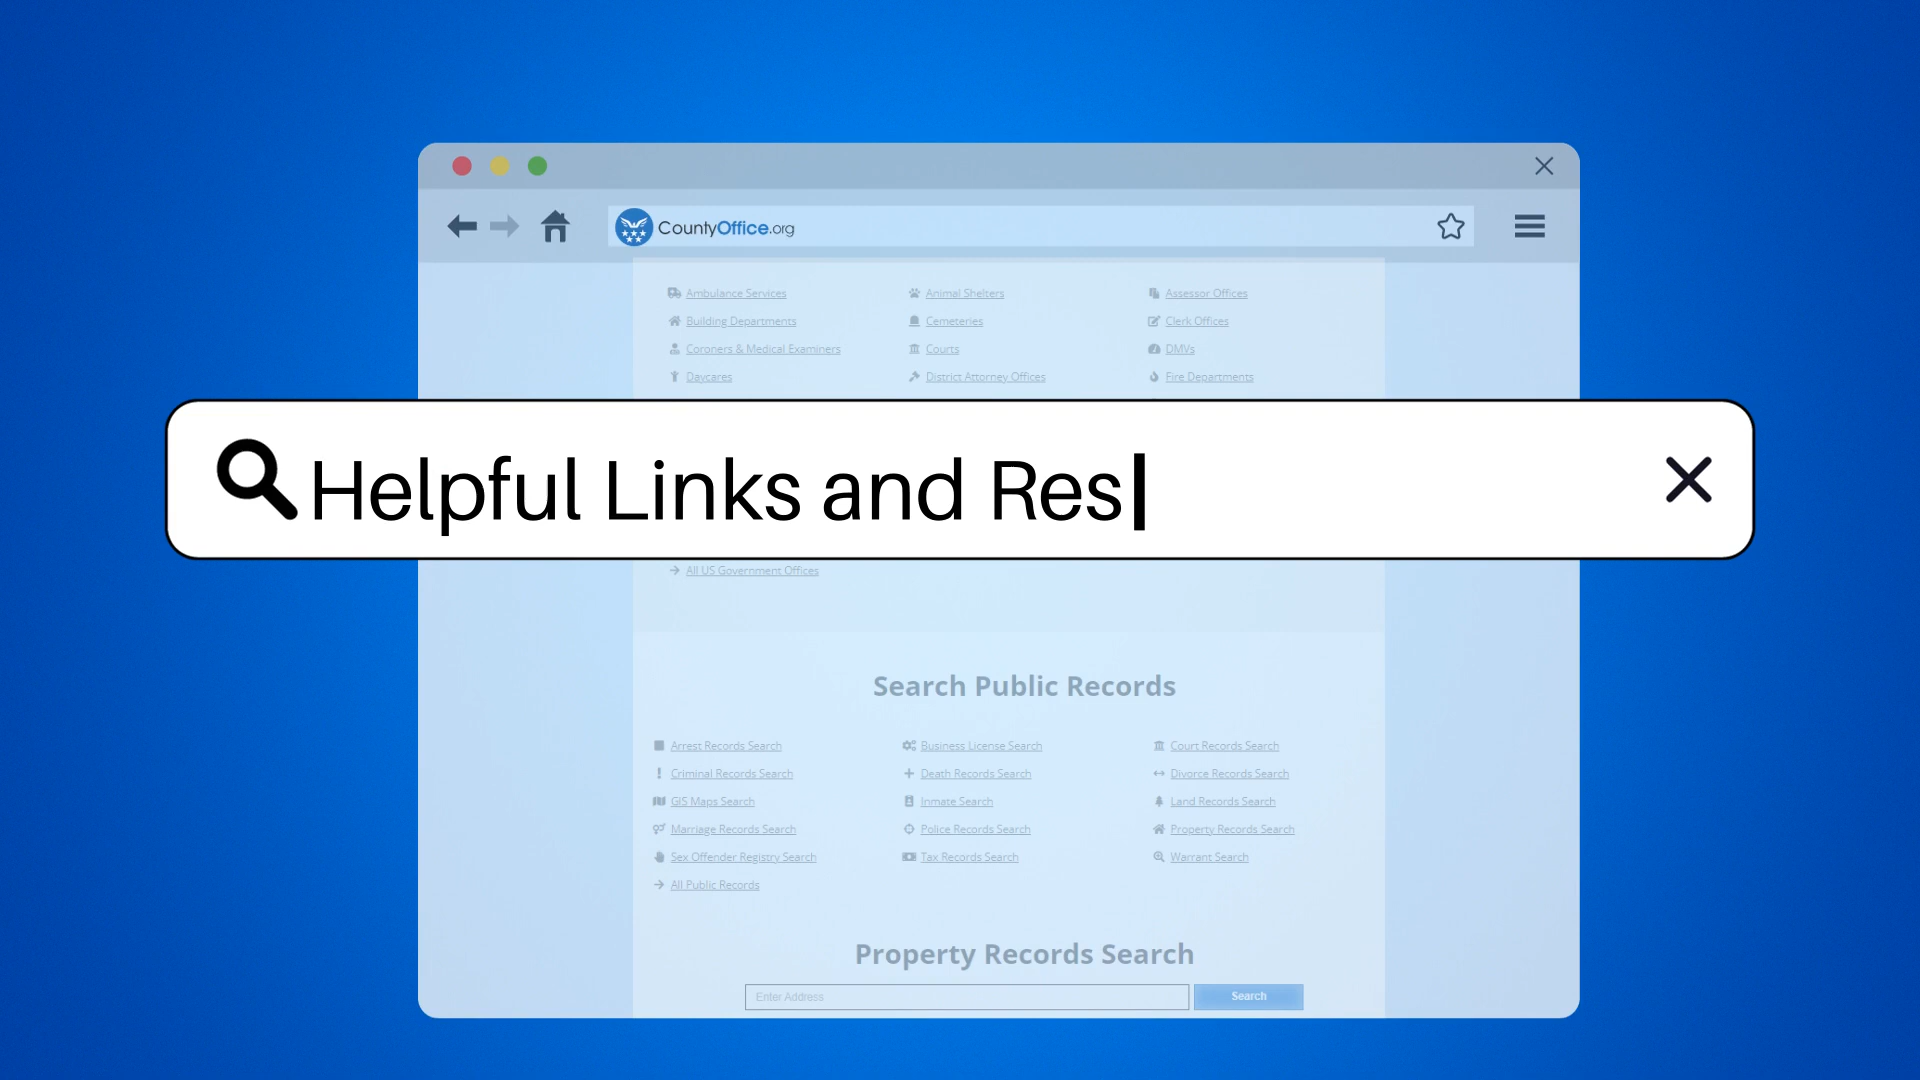 CountyOffice.org
Ambulance Services Animal Shelters Assessor Offices
Building Departments Cemeteries Clerk Offices
Coroners & Medical Examiners Courts DMVs
Daycares District Attorney Offices Fire Departments
Helpful Links and Res
All US Government Offices
Search Public Records
Arrest Records Search Business License Search Court Records Search
Criminal Records Search Death Records Search Divorce Records Search
GIS Maps Search Inmate Search Land Records Search
Marriage Records Search Police Records Search Property Records Search
Sex Offender Registry Search Tax Records Search Warrant Search
All Public Records
Property Records Search
Enter Address Search